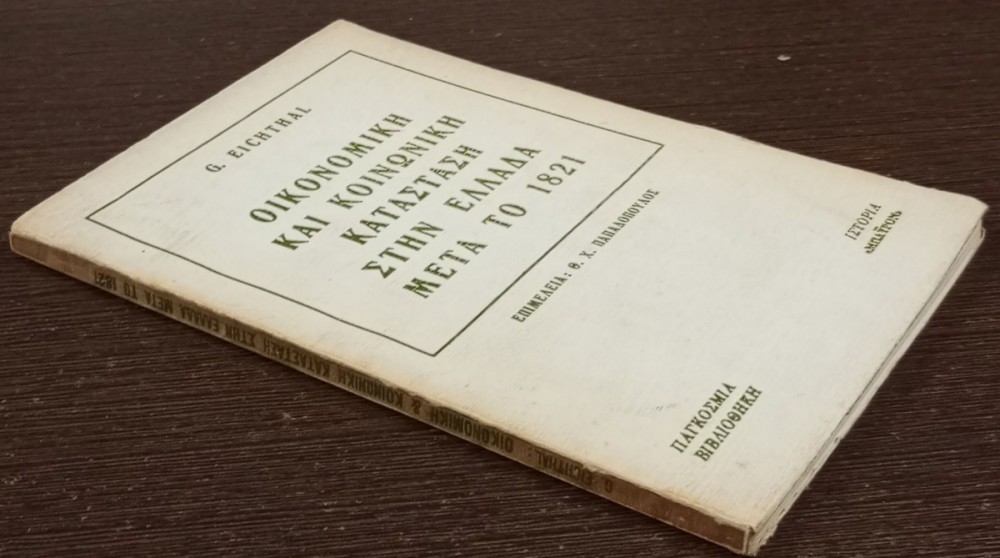 G. EICHTHAL
ΟΙΚΟΝΟΜΙΚΗ
ΚΑΙ ΚΟΙΝΩΝΙΚΗ
ΚΑΤΑΣΤΑΣΗ
ΣΤΗΝ ΕΛΛΑΔΑ
ΜΕΤΑ ΤΟ 1821
ΕΠΙΜΕΛΕΙΑ: Θ. Χ. ΠΑΠΑΔΟΠΟΥΛΟΣ
ΙΣΤΟΡΙΑ
«ΜΠΑΫΡΟΝ»
ΠΑΓΚΟΣΜΙΑ
ΒΙΒΛΙΟΘΗΚΗ
G. EICHTHAL: ΟΙΚΟΝΟΜΙΚΗ & ΚΟΙΝΩΝΙΚΗ ΚΑΤΑΣΤΑΣΗ ΣΤΗΝ ΕΛΛΑΔΑ ΜΕΤΑ ΤΟ 1821